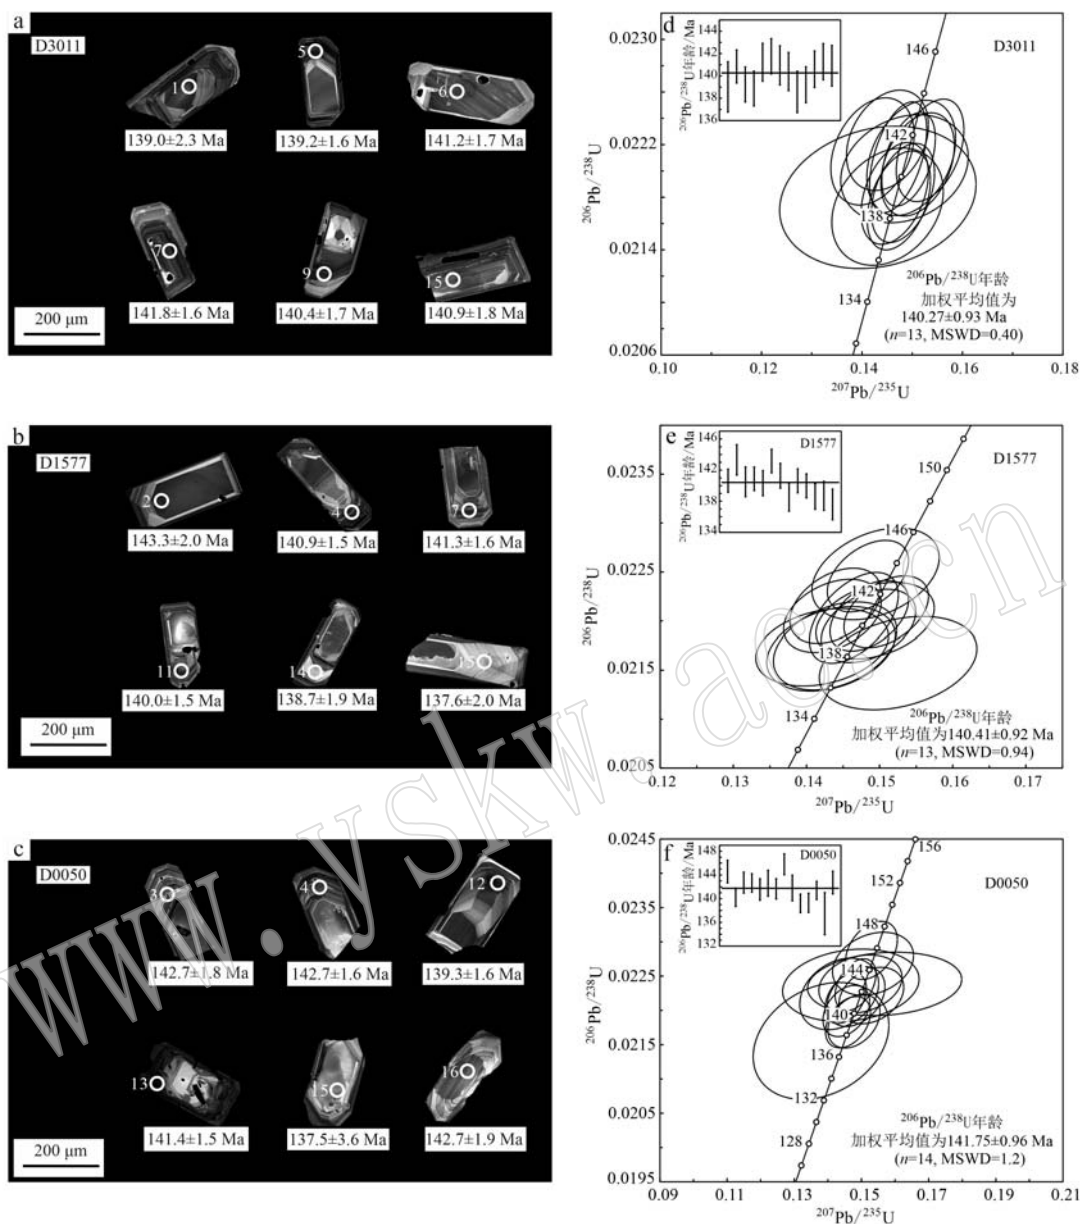 a
D3011
1
5
6
139.0±2.3 Ma
139.2±1.6 Ma
141.2±1.7 Ma
7
9
15
141.8±1.6 Ma
140.4±1.7 Ma
140.9±1.8 Ma
200 μm
d
D3011
0.0230
0.0222
0.0214
0.0206
²⁰⁶Pb/²³⁸U
144
142
140
138
136
²⁰⁶Pb/²³⁸U年龄/Ma
146
142
138
134
²⁰⁶Pb/²³⁸U年龄
加权平均值为
140.27±0.93 Ma
(n=13, MSWD=0.40)
0.10
0.12
0.14
0.16
0.18
²⁰⁷Pb/²³⁵U
b
D1577
2
4
7
143.3±2.0 Ma
140.9±1.5 Ma
141.3±1.6 Ma
11
14
15
140.0±1.5 Ma
138.7±1.9 Ma
137.6±2.0 Ma
200 μm
e
D1577
D1577
0.0235
0.0225
0.0215
0.0205
²⁰⁶Pb/²³⁸U
146
142
138
134
²⁰⁶Pb/²³⁸U年龄/Ma
150
146
142
138
134
²⁰⁶Pb/²³⁸U年龄
加权平均值为140.41±0.92 Ma
(n=13, MSWD=0.94)
0.12
0.13
0.14
0.15
0.16
0.17
²⁰⁷Pb/²³⁵U
c
D0050
3
4
12
142.7±1.8 Ma
142.7±1.6 Ma
139.3±1.6 Ma
13
15
16
141.4±1.5 Ma
137.5±3.6 Ma
142.7±1.9 Ma
200 μm
f
D0050
D0050
0.0245
0.0235
0.0225
0.0215
0.0205
0.0195
²⁰⁶Pb/²³⁸U
148
144
140
136
132
²⁰⁶Pb/²³⁸U年龄/Ma
156
152
148
144
140
136
132
128
²⁰⁶Pb/²³⁸U年龄
加权平均值为141.75±0.96 Ma
(n=14, MSWD=1.2)
0.09
0.11
0.13
0.15
0.17
0.19
0.21
²⁰⁷Pb/²³⁵U
www.yskw.ac.cn